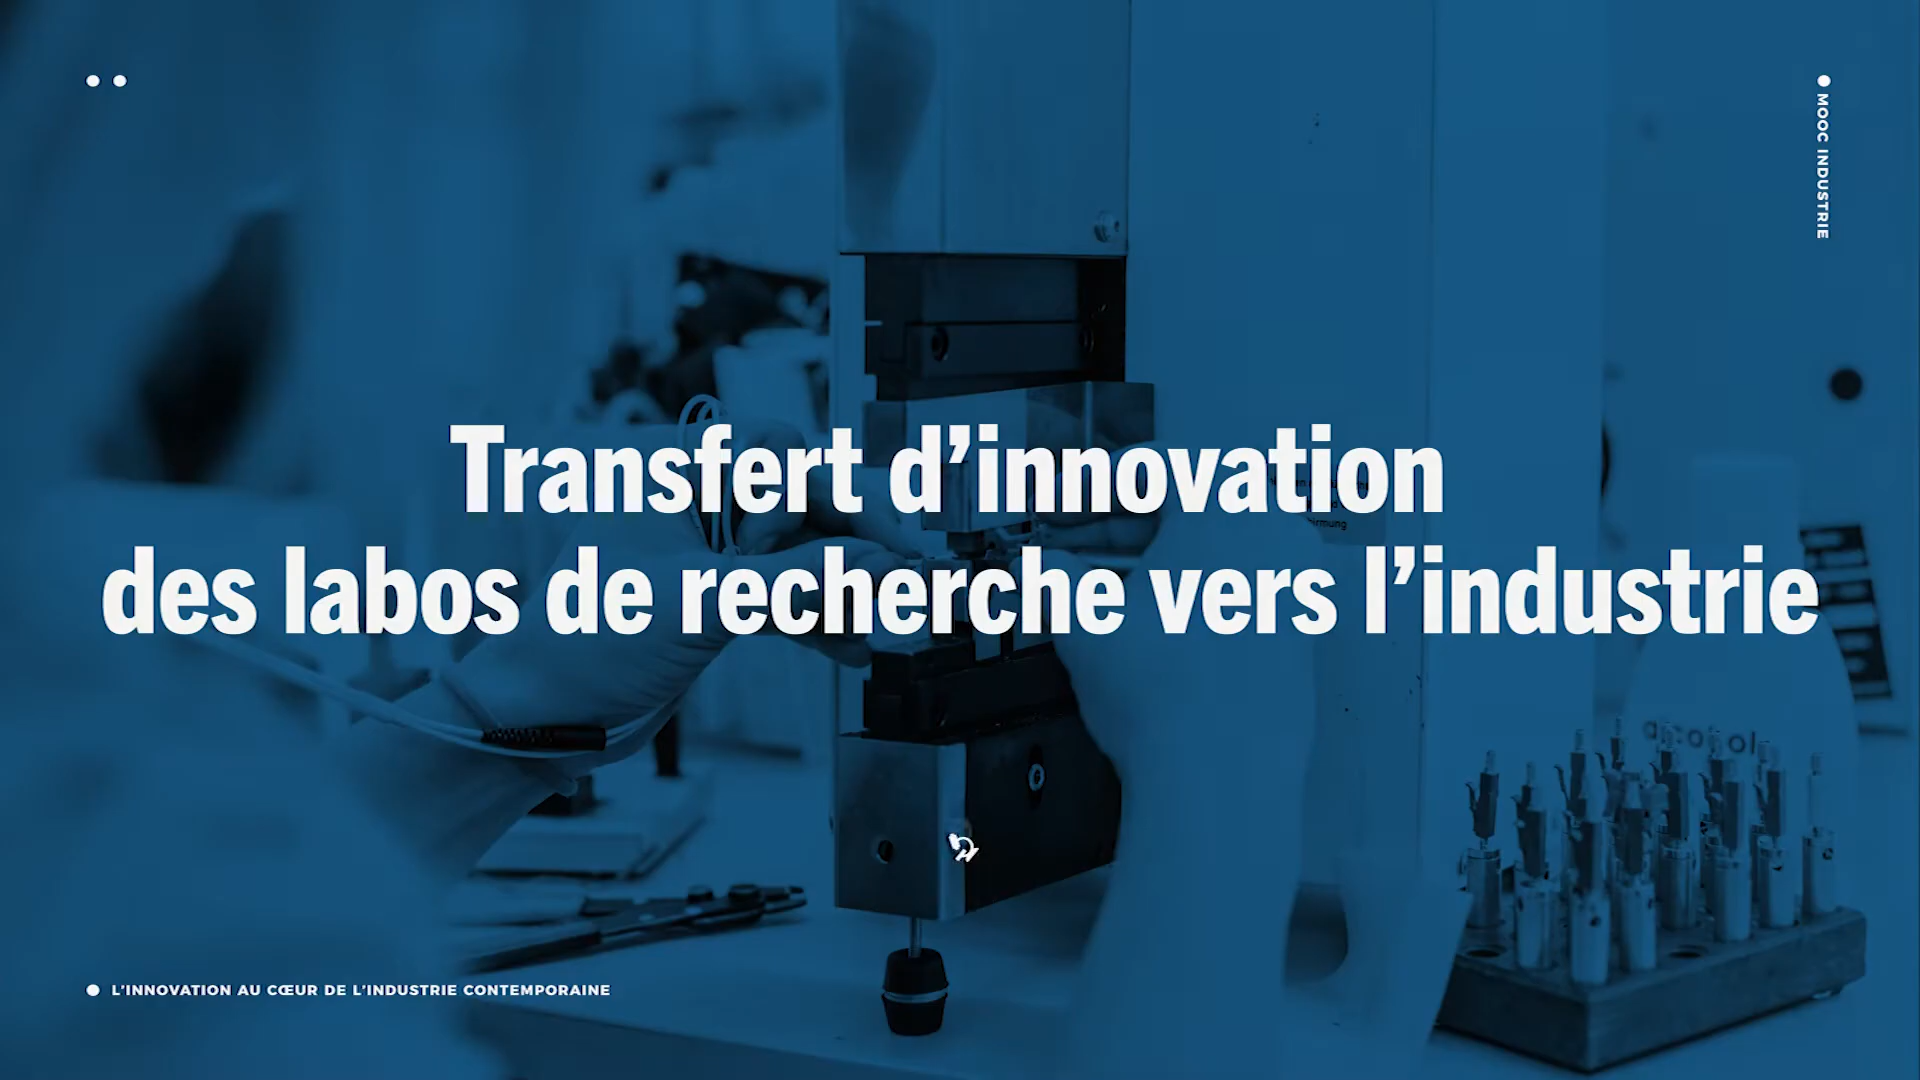 MOOC INDUSTRIE
Transfert d’innovation
des labos de recherche vers l’industrie
L’INNOVATION AU CŒUR DE L’INDUSTRIE CONTEMPORAINE